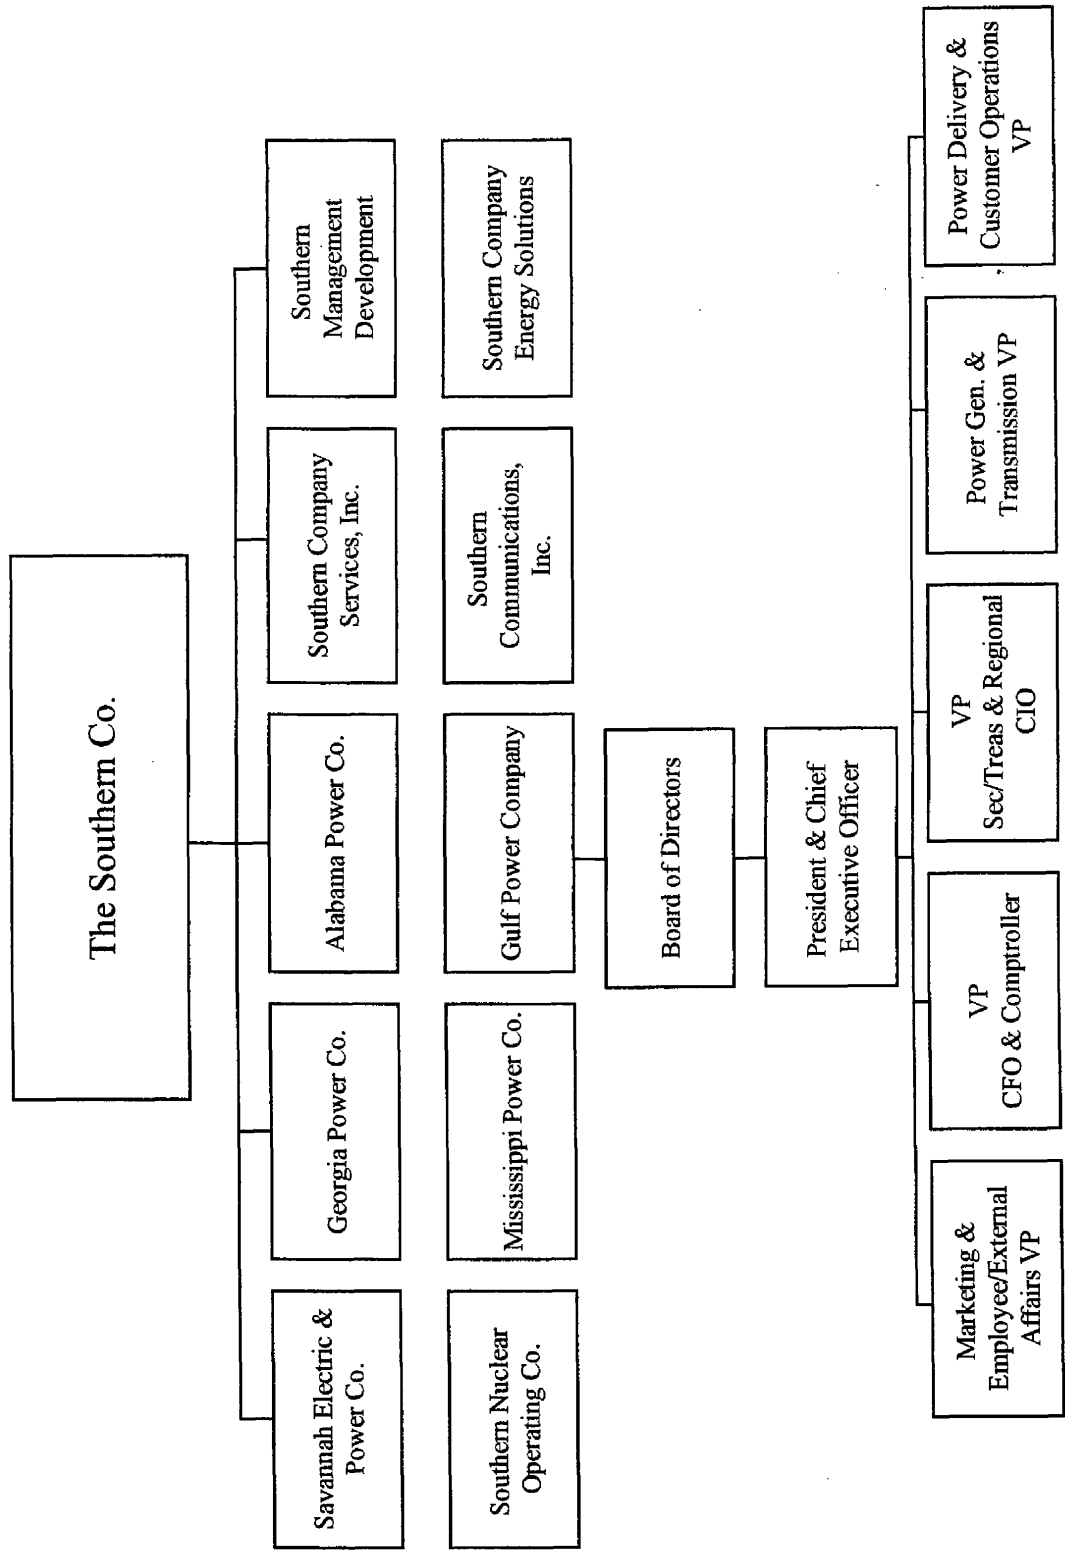 The Southern Co.
Savannah Electric &
Power Co.
Georgia Power Co.
Alabama Power Co.
Southern Company
Services, Inc.
Southern
Management
Development
Southern Nuclear
Operating Co.
Mississippi Power Co.
Gulf Power Company
Southern
Communications,
Inc.
Southern Company
Energy Solutions
Board of Directors
President & Chief
Executive Officer
Marketing &
Employee/External
Affairs VP
VP
CFO & Comptroller
VP
Sec/Treas & Regional
CIO
Power Gen. &
Transmission VP
Power Delivery &
Customer Operations
VP